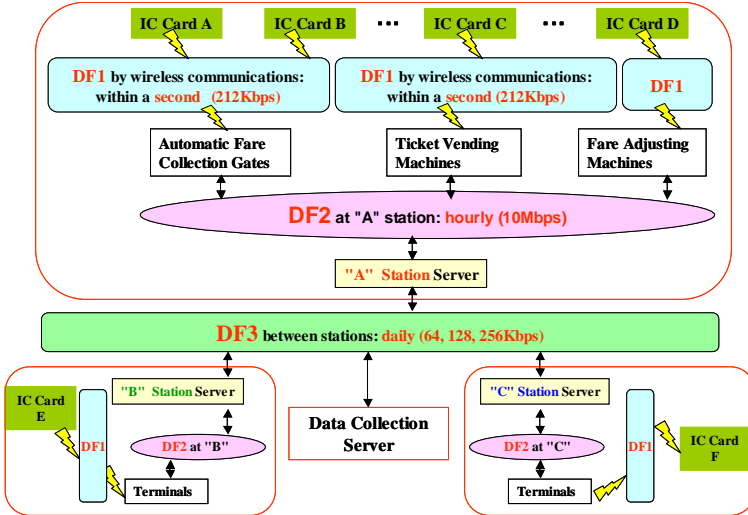 IC Card A
IC Card B
IC Card C
IC Card D
DF1 by wireless communications:
within a second (212Kbps)
DF1 by wireless communications:
within a second (212Kbps)
DF1
Automatic Fare
Collection Gates
Ticket Vending
Machines
Fare Adjusting
Machines
DF2 at "A" station: hourly (10Mbps)
"A" Station Server
DF3 between stations: daily (64, 128, 256Kbps)
IC Card
E
DF1
"B" Station Server
DF2 at "B"
Terminals
Data Collection
Server
"C" Station Server
DF2 at "C"
Terminals
DF1
IC Card
F